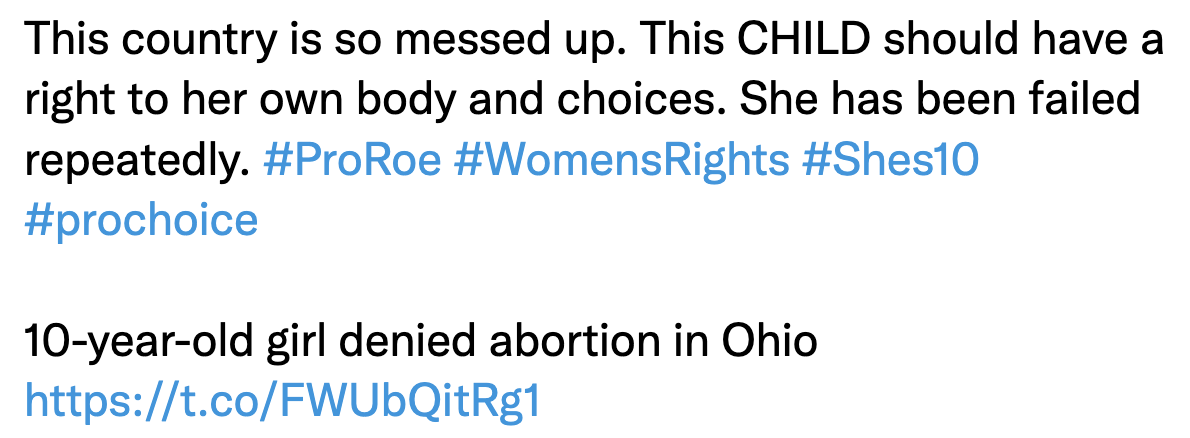 This country is so messed up. This CHILD should have a
right to her own body and choices. She has been failed
repeatedly. #ProRoe #WomensRights #Shes10
#prochoice
10-year-old girl denied abortion in Ohio
https://t.co/FWUbQitRg1